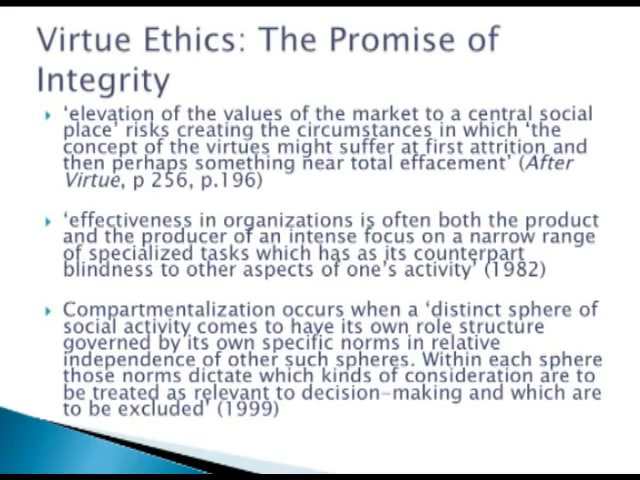 Virtue Ethics: The Promise of
Integrity
‘elevation of the values of the market to a central social
place’ risks creating the circumstances in which ‘the
concept of the virtues might suffer at first attrition and
then perhaps something near total effacement’ (After
Virtue, p 256, p.196)
‘effectiveness in organizations is often both the product
and the producer of an intense focus on a narrow range
of specialized tasks which has as its counterpart
blindness to other aspects of one’s activity’ (1982)
Compartmentalization occurs when a ‘distinct sphere of
social activity comes to have its own role structure
governed by its own specific norms in relative
independence of other such spheres. Within each sphere
those norms dictate which kinds of consideration are to
be treated as relevant to decision-making and which are
to be excluded’ (1999)